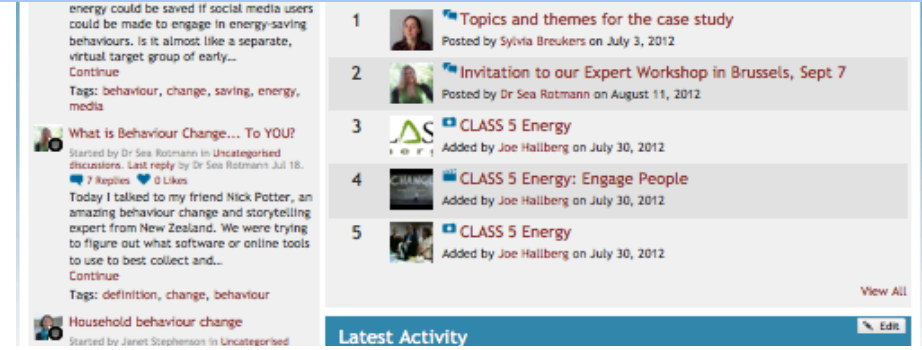 energy could be saved if social media users
could be made to engage in energy-saving
behaviours. Is it almost like a separate,
virtual target group of early...
Continue
Tags: behaviour, change, saving, energy,
media
What is Behaviour Change... To YOU?
Started by Dr Sea Rotmann in Uncategorised
discussions. Last reply by Dr Sea Rotmann Jul 18.
7 Replies 0 Likes
Today I talked to my friend Nick Potter, an
amazing behaviour change and storytelling
expert from New Zealand. We were trying
to figure out what software or online tools
to use to best collect and...
Continue
Tags: definition, change, behaviour
Household behaviour change
Started by Janet Stephenson in Uncategorised
1 Topics and themes for the case study
Posted by Sylvia Breukers on July 3, 2012
2 Invitation to our Expert Workshop in Brussels, Sept 7
Posted by Dr Sea Rotmann on August 11, 2012
3 CLASS 5 Energy
Added by Joe Hallberg on July 30, 2012
4 CLASS 5 Energy: Engage People
Added by Joe Hallberg on July 30, 2012
CHANGE
5 CLASS 5 Energy
Added by Joe Hallberg on July 30, 2012
View All
Latest Activity
Edit